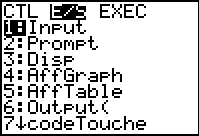 CTL E/S EXEC
1:Input
2:Prompt
3:Disp
4:AffGraph
5:AffTable
6:Output(
7↓codeTouche